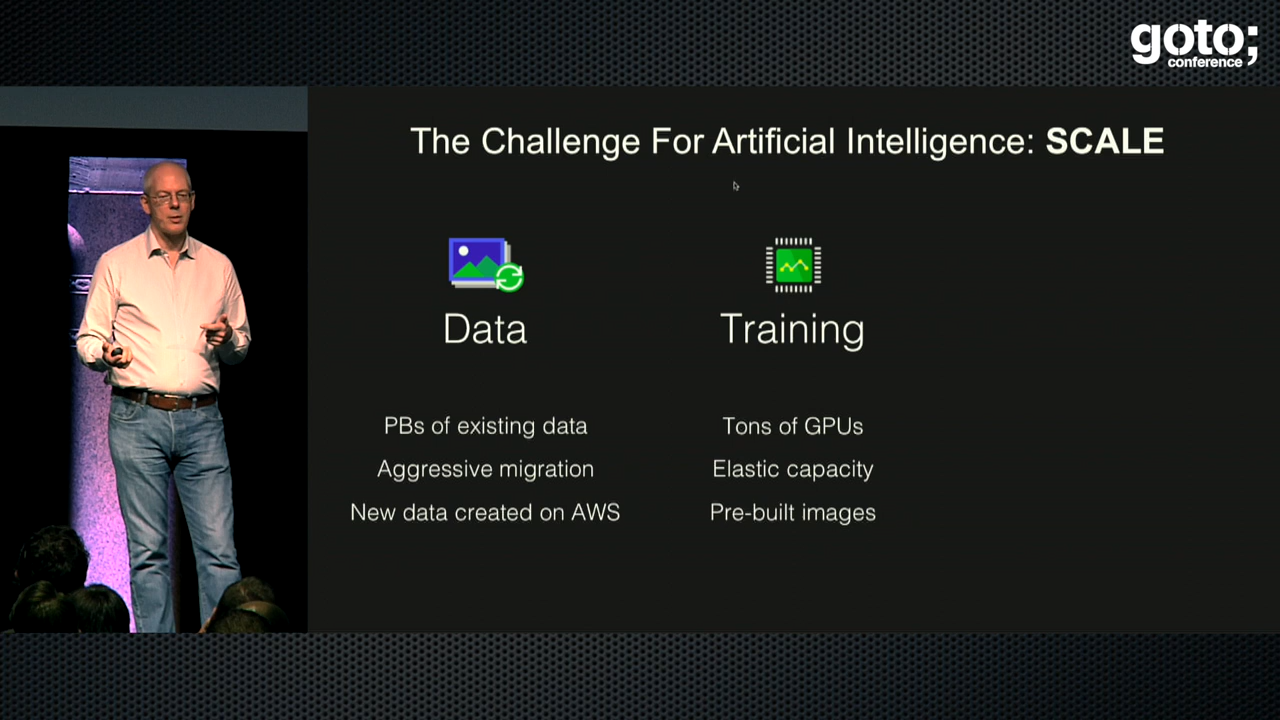 goto;
conference
The Challenge For Artificial Intelligence: SCALE
Data
PBs of existing data
Aggressive migration
New data created on AWS
Training
Tons of GPUs
Elastic capacity
Pre-built images